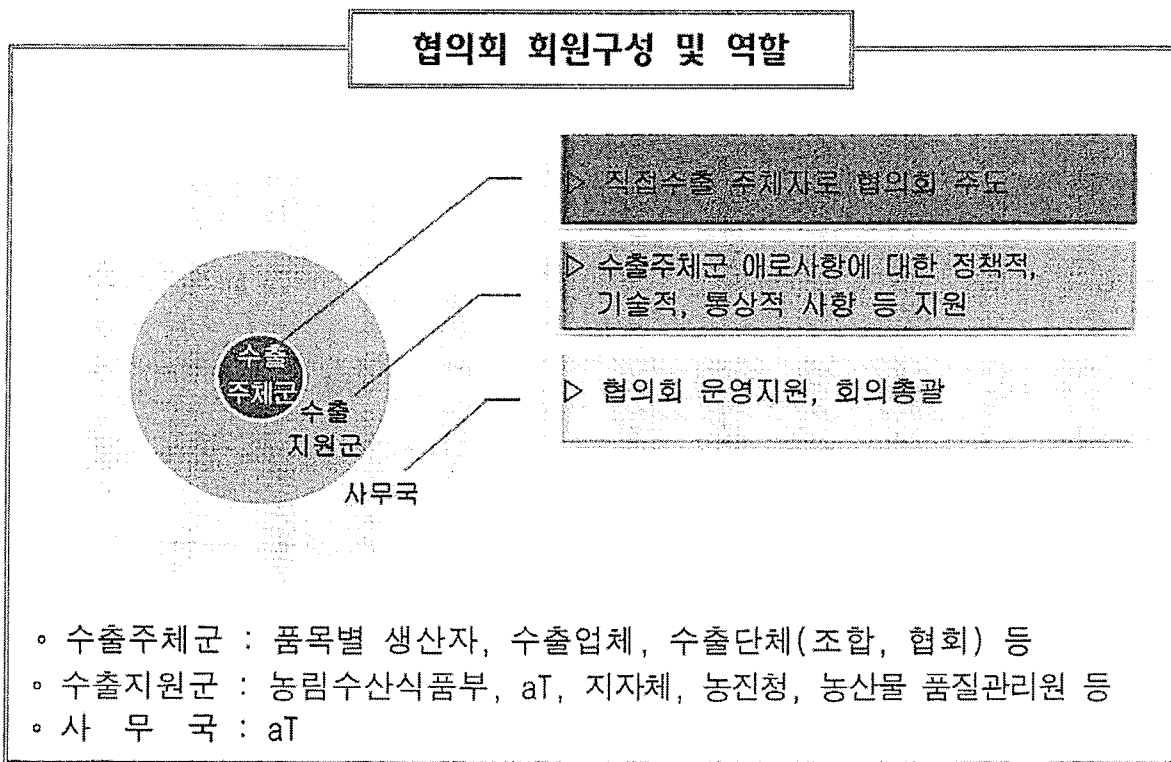 협의회 회원구성 및 역할
▷ 직접수출 주체자로 협의회 주도
▷ 수출주체군 애로사항에 대한 정책적,
기술적, 통상적 사항 등 지원
▷ 협의회 운영지원, 회의총괄
수출
주체군
수출
지원군
사무국
∘ 수출주체군 : 품목별 생산자, 수출업체, 수출단체(조합, 협회) 등
∘ 수출지원군 : 농림수산식품부, aT, 지자체, 농진청, 농산물 품질관리원 등
∘ 사 무 국 : aT